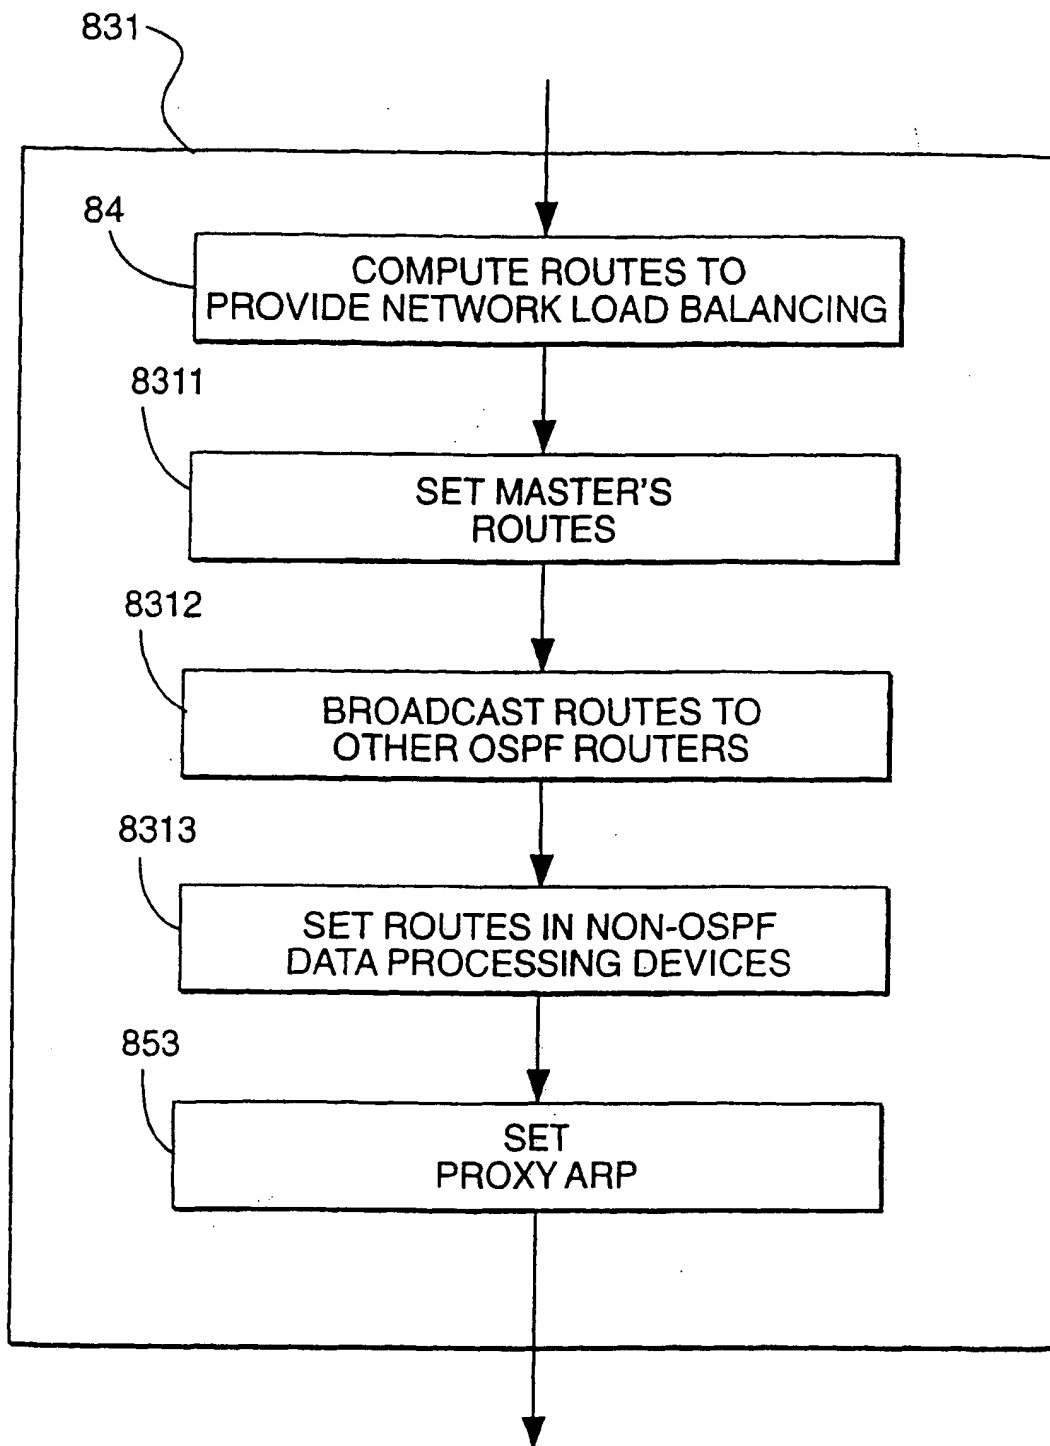 831
84
COMPUTE ROUTES TO
PROVIDE NETWORK LOAD BALANCING
8311
SET MASTER'S
ROUTES
8312
BROADCAST ROUTES TO
OTHER OSPF ROUTERS
8313
SET ROUTES IN NON-OSPF
DATA PROCESSING DEVICES
853
SET
PROXY ARP